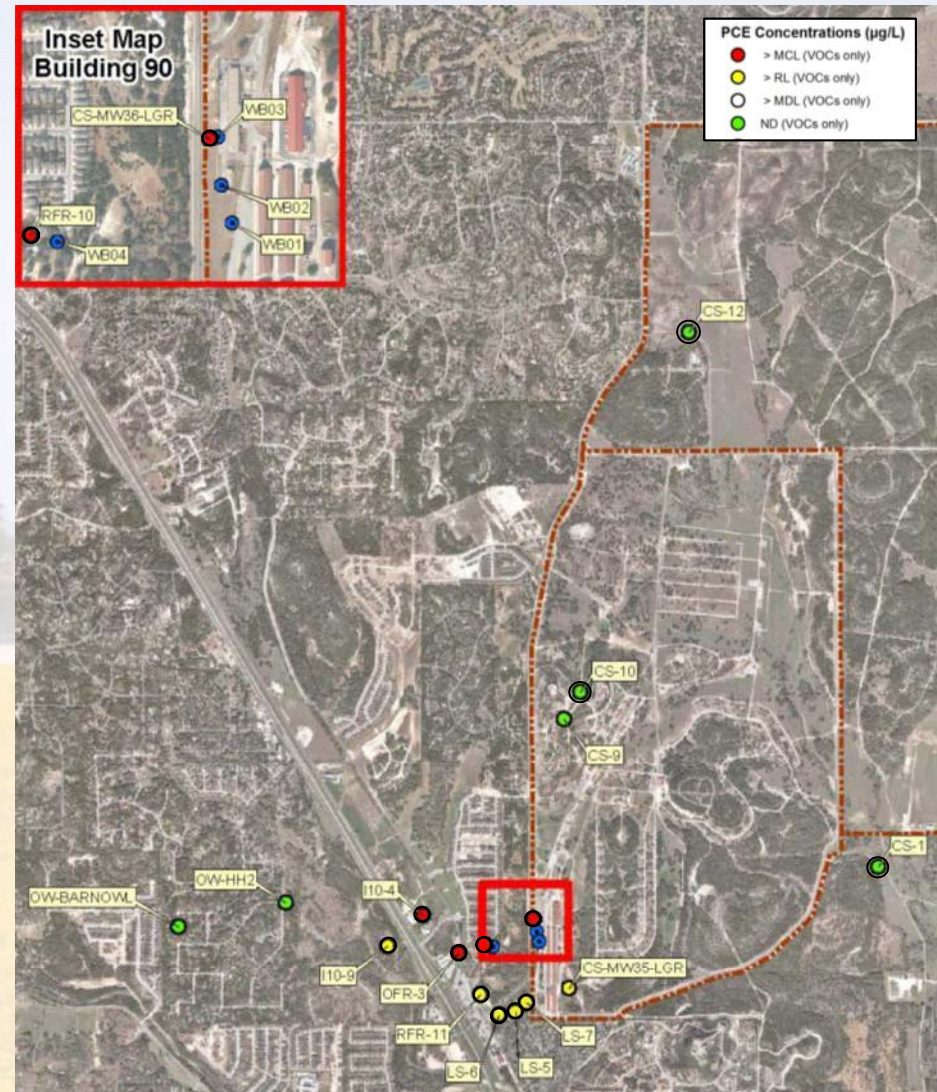 Inset Map
Building 90
CS-MW36-LGR
WB03
WB02
WB01
RFR-10
WB04
PCE Concentrations (µg/L)
> MCL (VOCs only)
> RL (VOCs only)
> MDL (VOCs only)
ND (VOCs only)
CS-12
CS-10
CS-9
CS-1
OW-HH2
OW-BARNOWL
I10-4
I10-9
OFR-3
CS-MW35-LGR
RFR-11
LS-7
LS-6
LS-5